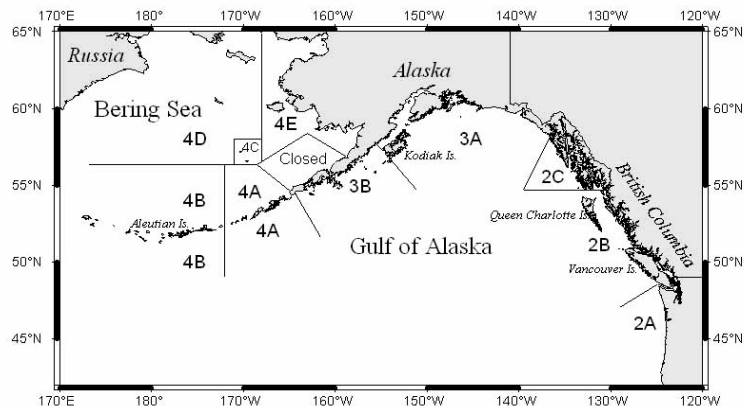 170°E 180° 170°W 160°W 150°W 140°W 130°W 120°W
65°N 65°N
Russia
Alaska
Bering Sea
60°N 60°N
4E
3A
4D
4C
Closed
Kodiak Is.
55°N 55°N
2C
3B
4A
4B
British Columbia
Queen Charlotte Is.
Aleutian Is.
4A
Gulf of Alaska
2B
50°N 50°N
4B
Vancouver Is.
2A
45°N 45°N
170°E 180° 170°W 160°W 150°W 140°W 130°W 120°W